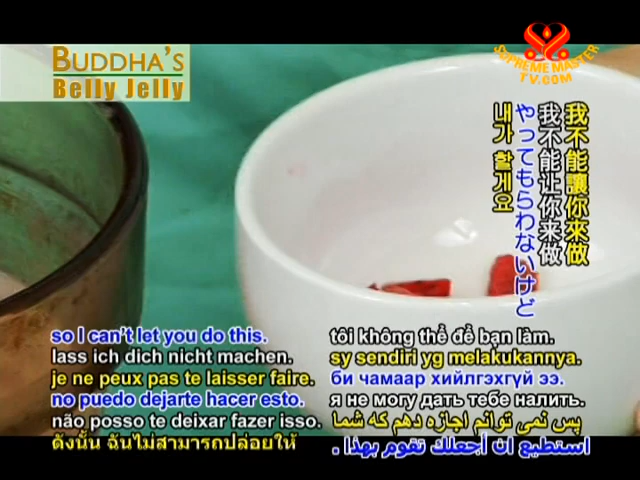 BUDDHA'S
Belly Jelly
SUPREME MASTER
TV.COM
我不能讓你來做
我不能让你来做
やってもらわないけど
내가 할게요
so I can't let you do this.
lass ich dich nicht machen.
je ne peux pas te laisser faire.
no puedo dejarte hacer esto.
não posso te deixar fazer isso.
ดังนั้น ฉันไม่สามารถปล่อยให้
tôi không thể để bạn làm.
sy sendiri yg melakukannya.
би чамаар хийлгэхгүй ээ.
я не могу дать тебе налить.
پس نمی توانم اجازه دهم که شما
استطيع ان أجعلك تقوم بهذا .